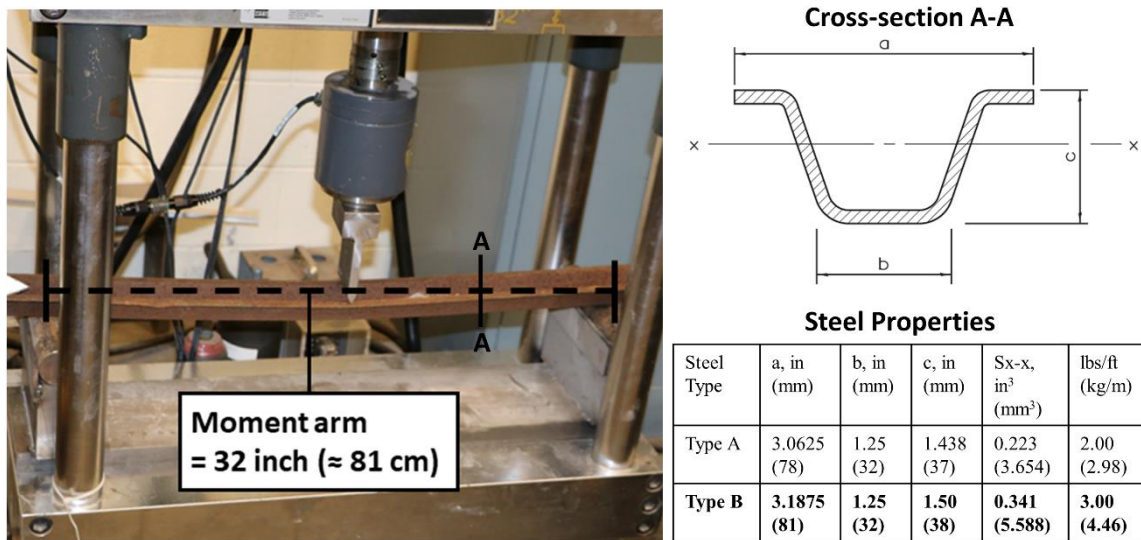 A
A
Moment arm
= 32 inch (≈ 81 cm)
Cross-section A-A
a
x
x
c
b
Steel Properties
Steel Type | a, in (mm) | b, in (mm) | c, in (mm) | Sx-x, in³ (mm³) | lbs/ft (kg/m)
Type A | 3.0625 (78) | 1.25 (32) | 1.438 (37) | 0.223 (3.654) | 2.00 (2.98)
Type B | 3.1875 (81) | 1.25 (32) | 1.50 (38) | 0.341 (5.588) | 3.00 (4.46)